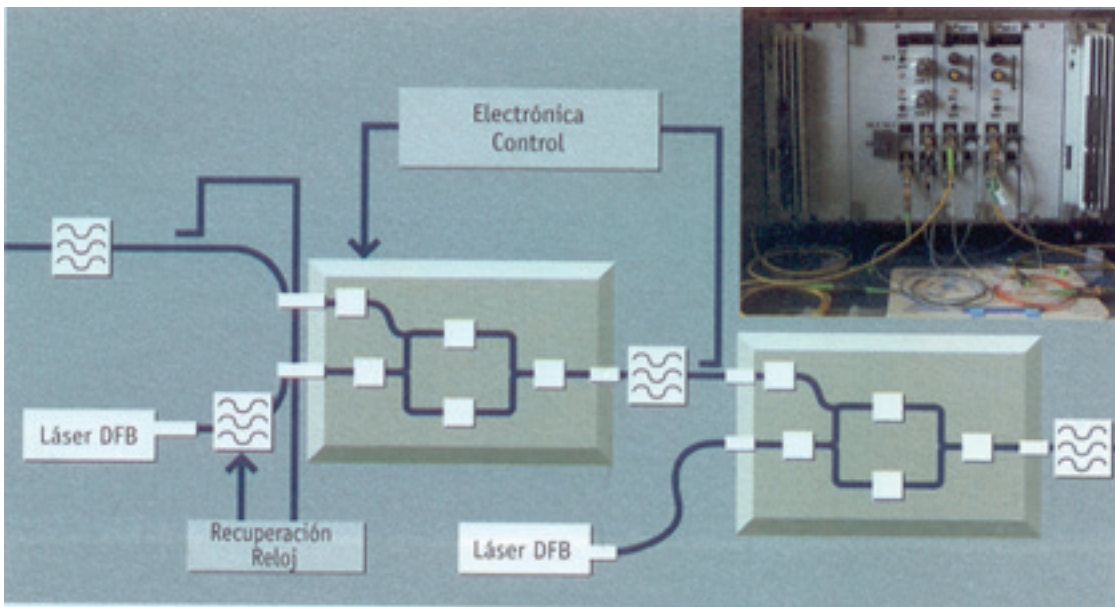 Electrónica
Control
Láser DFB
Recuperación
Reloj
Láser DFB